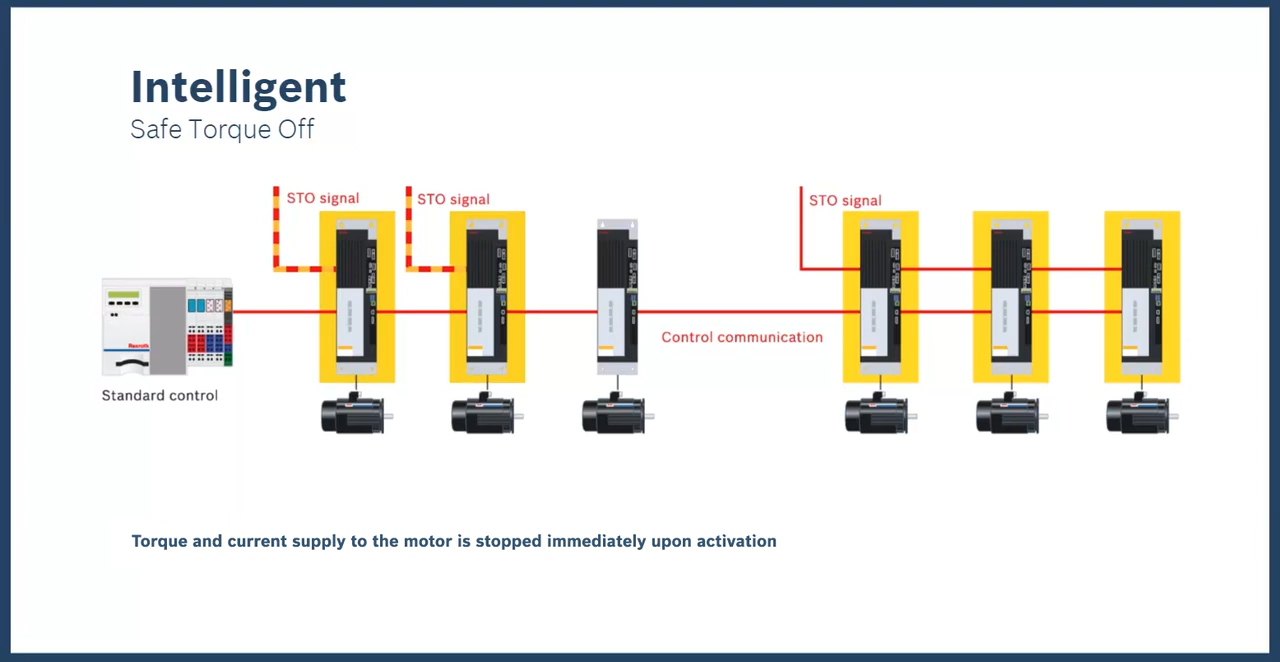 Intelligent
Safe Torque Off
STO signal
STO signal
STO signal
Rexroth
Control communication
Standard control
Torque and current supply to the motor is stopped immediately upon activation